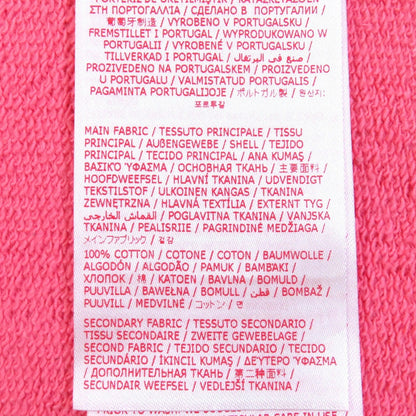 ΣΤΗ ΠΟΡΤΟΓΑΛΛΙΑ / СДЕЛАНО В ПОРТУГАЛИИ /
葡萄牙制造 / VYROBENO V PORTUGALSKU /
FREMSTILLET I PORTUGAL / WYPRODUKOWANO W
PORTUGALII / VYROBENÉ V PORTUGALSKU /
TILLVERKAD I PORTUGAL / صنع في البرتغال /
PROIZVEDENO NA PORTUGALSKEM / PROIZVEDENO
U PORTUGALU / VALMISTATUD PORTUGALIS /
PAGAMINTA PORTUGALIJOJE / ポルトガル製 / 원산지:
포르투갈
MAIN FABRIC / TESSUTO PRINCIPALE / TISSU
PRINCIPAL / AUßENGEWEBE / SHELL / TEJIDO
PRINCIPAL / TECIDO PRINCIPAL / ANA KUMAŞ /
ΒΑΣΙΚΟ ΥΦΑΣΜΑ / ОСНОВНАЯ ТКАНЬ / 主要面料 /
HOOFDWEEFSEL / HLAVNÍ TKANINA / UDVENDIGT
TEKSTILSTOF / ULKOINEN KANGAS / TKANINA
ZEWNĘTRZNA / HLAVNÁ TEXTÍLIA / EXTERNT TYG /
القماش الخارجي / POGLAVITNA TKANINA / VANJSKA
TKANINA / PEALISRIIE / PAGRINDINĖ MEDŽIAGA /
メインファブリック / 겉감
100% COTTON / COTONE / COTON / BAUMWOLLE /
ALGODÓN / ALGODÃO / PAMUK / ΒΑΜΒΑΚΙ /
ХЛОПОК / 棉 / KATOEN / BAVLNA / BOMULD /
PUUVILLA / BAWEŁNA / BOMULL / قطن / BOMBAŽ /
PUUVILL / MEDVILNĖ / コットン / 면
SECONDARY FABRIC / TESSUTO SECONDARIO /
TISSU SECONDAIRE / ZWEITE GEWEBELAGE /
SECOND FABRIC / TEJIDO SECUNDARIO / TECIDO
SECUNDÁRIO / İKİNCİL KUMAŞ / ΔΕΥΤΕΡΟ ΥΦΑΣΜΑ
/ ДОПОЛНИТЕЛЬНАЯ ТКАНЬ / 第二种面料 /
SECUNDAIR WEEFSEL / VEDLEJŠÍ TKANINA /